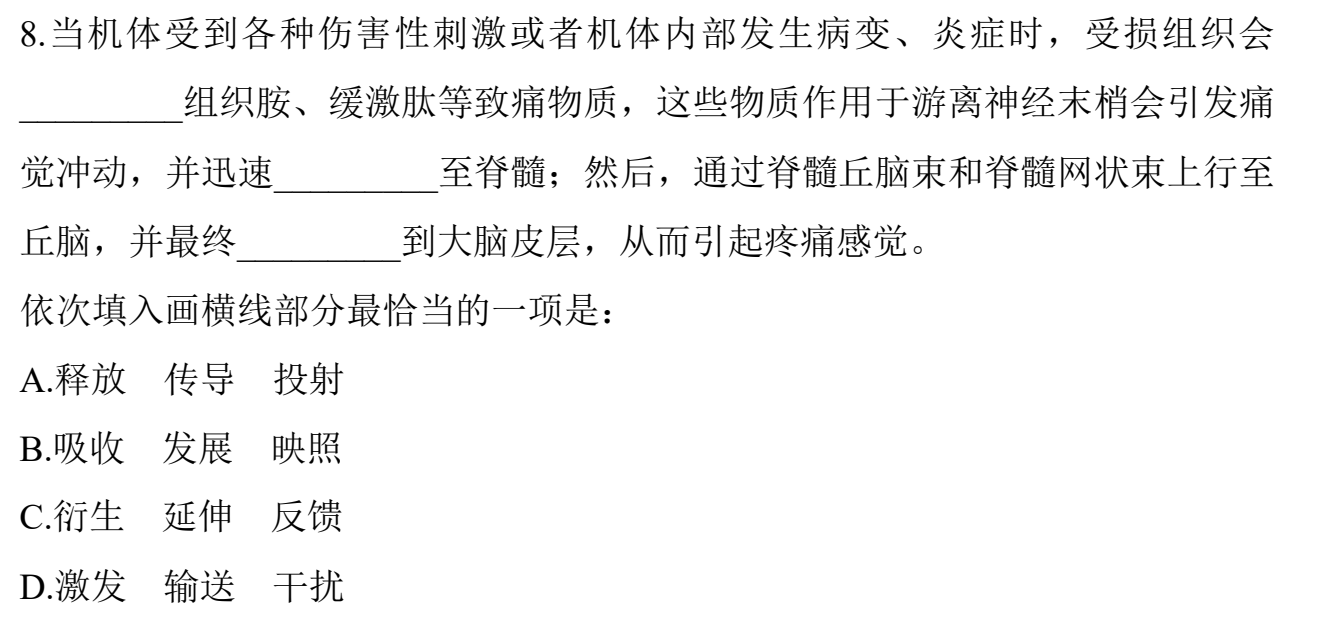 8.当机体受到各种伤害性刺激或者机体内部发生病变、炎症时，受损组织会
_________组织胺、缓激肽等致痛物质，这些物质作用于游离神经末梢会引发痛
觉冲动，并迅速_________至脊髓；然后，通过脊髓丘脑束和脊髓网状束上行至
丘脑，并最终_________到大脑皮层，从而引起疼痛感觉。
依次填入画横线部分最恰当的一项是：
A.释放 传导 投射
B.吸收 发展 映照
C.衍生 延伸 反馈
D.激发 输送 干扰